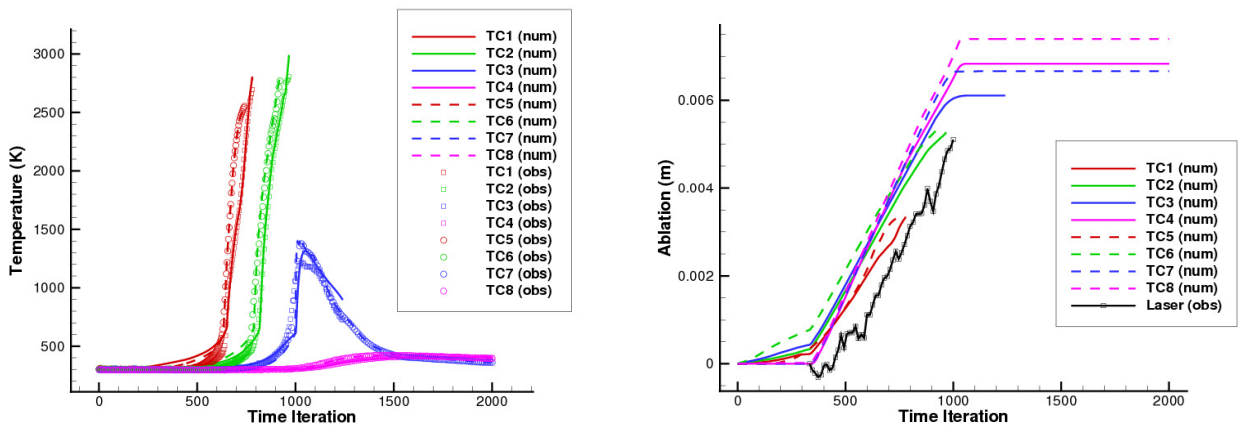 3000
2500
2000
1500
1000
500
Temperature (K)
0
500
1000
1500
2000
Time Iteration
TC1 (num)
TC2 (num)
TC3 (num)
TC4 (num)
TC5 (num)
TC6 (num)
TC7 (num)
TC8 (num)
TC1 (obs)
TC2 (obs)
TC3 (obs)
TC4 (obs)
TC5 (obs)
TC6 (obs)
TC7 (obs)
TC8 (obs)
0.006
0.004
0.002
0
Ablation (m)
0
500
1000
1500
2000
Time Iteration
TC1 (num)
TC2 (num)
TC3 (num)
TC4 (num)
TC5 (num)
TC6 (num)
TC7 (num)
TC8 (num)
Laser (obs)